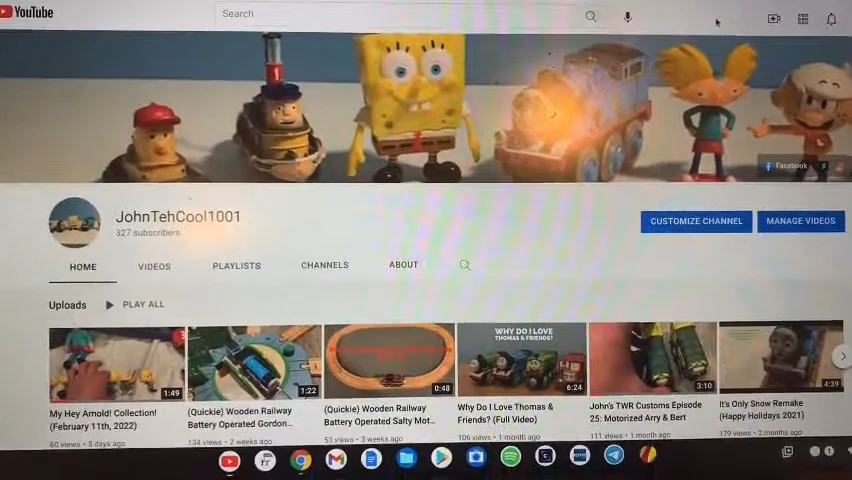 YouTube
Search
Facebook
JohnTehCool1001
327 subscribers
CUSTOMIZE CHANNEL
MANAGE VIDEOS
HOME
VIDEOS
PLAYLISTS
CHANNELS
ABOUT
Uploads
PLAY ALL
WHY DO I LOVE
THOMAS & FRIENDS?
1:49
1:22
0:48
6:24
3:10
4:39
My Hey Arnold! Collection!
(February 11th, 2022)
60 views • 5 days ago
(Quickie) Wooden Railway
Battery Operated Gordon...
134 views • 2 weeks ago
(Quickie) Wooden Railway
Battery Operated Salty Mot...
53 views • 3 weeks ago
Why Do I Love Thomas &
Friends? (Full Video)
106 views • 1 month ago
John's TWR Customs Episode
25: Motorized Arry & Bert
111 views • 1 month ago
It's Only Snow Remake
(Happy Holidays 2021)
179 views • 2 months ago
1